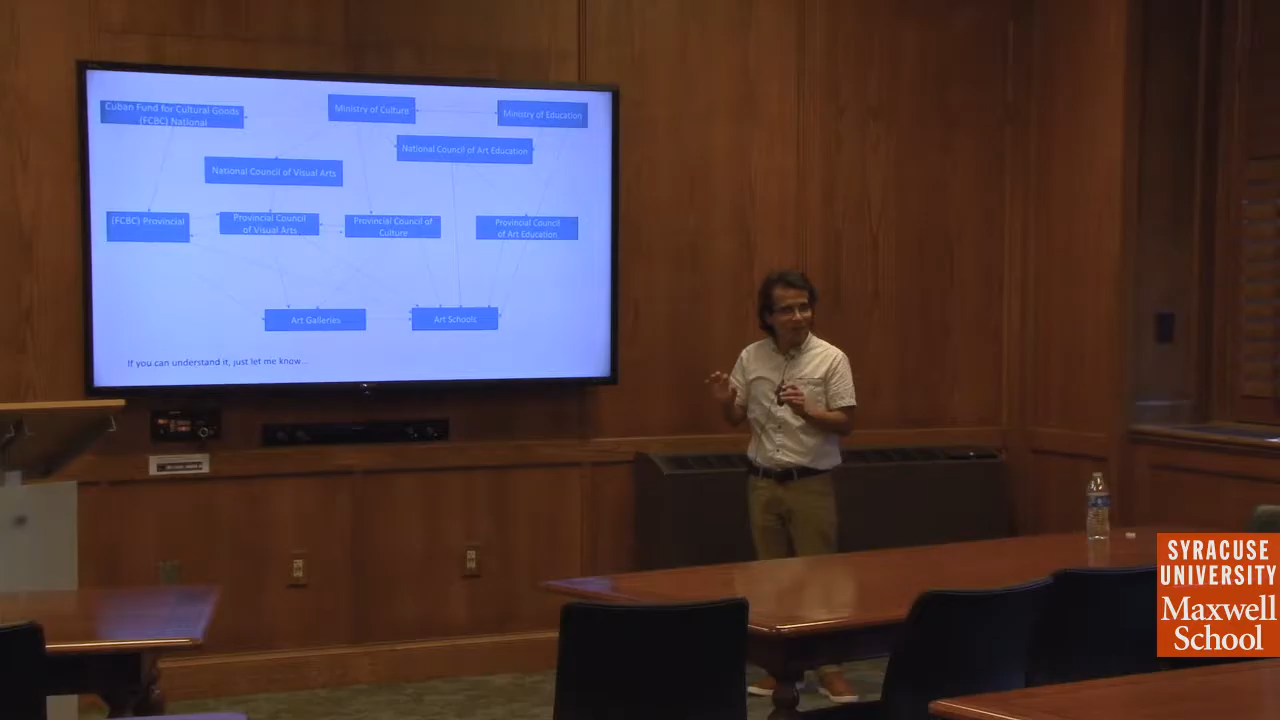 Cuban Fund for Cultural Goods
(FCBC) National
Ministry of Culture
Ministry of Education
National Council of Art Education
National Council of Visual Arts
(FCBC) Provincial
Provincial Council
of Visual Arts
Provincial Council of
Culture
Provincial Council
of Art Education
Art Galleries
Art Schools
If you can understand it, just let me know...
SYRACUSE
UNIVERSITY
Maxwell
School